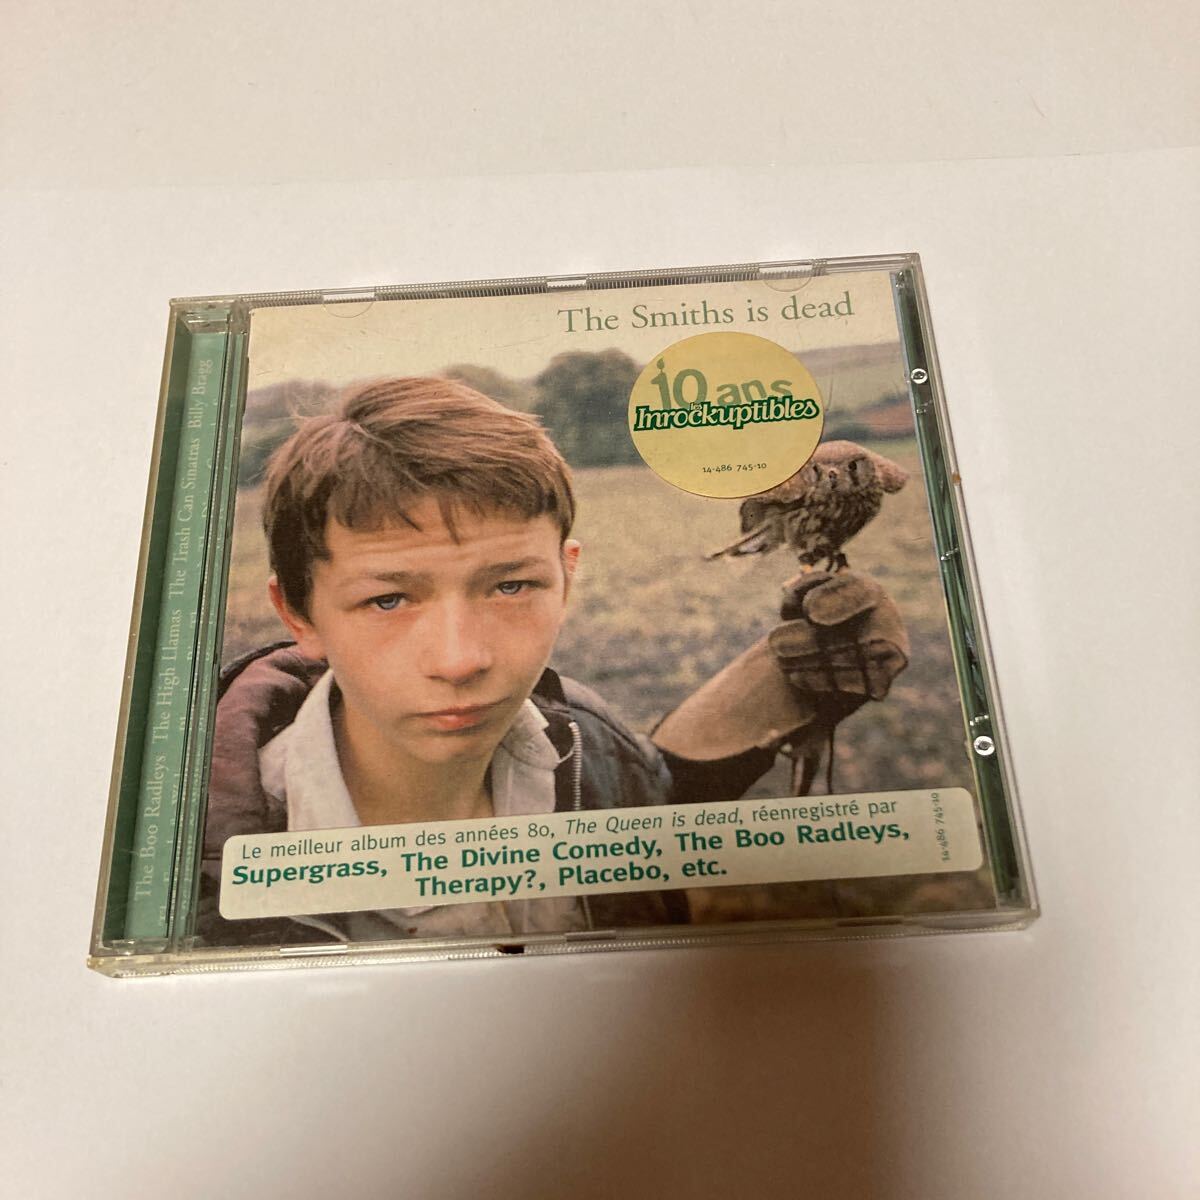 The Smiths is dead
10 ans
les
Inrockuptibles
14-486 745-10
Le meilleur album des années 80, The Queen is dead, réenregistré par
Supergrass, The Divine Comedy, The Boo Radleys,
Therapy?, Placebo, etc.
14-486 745-10
The Boo Radleys The High Llamas The Trash Can Sinatras Billy Bragg